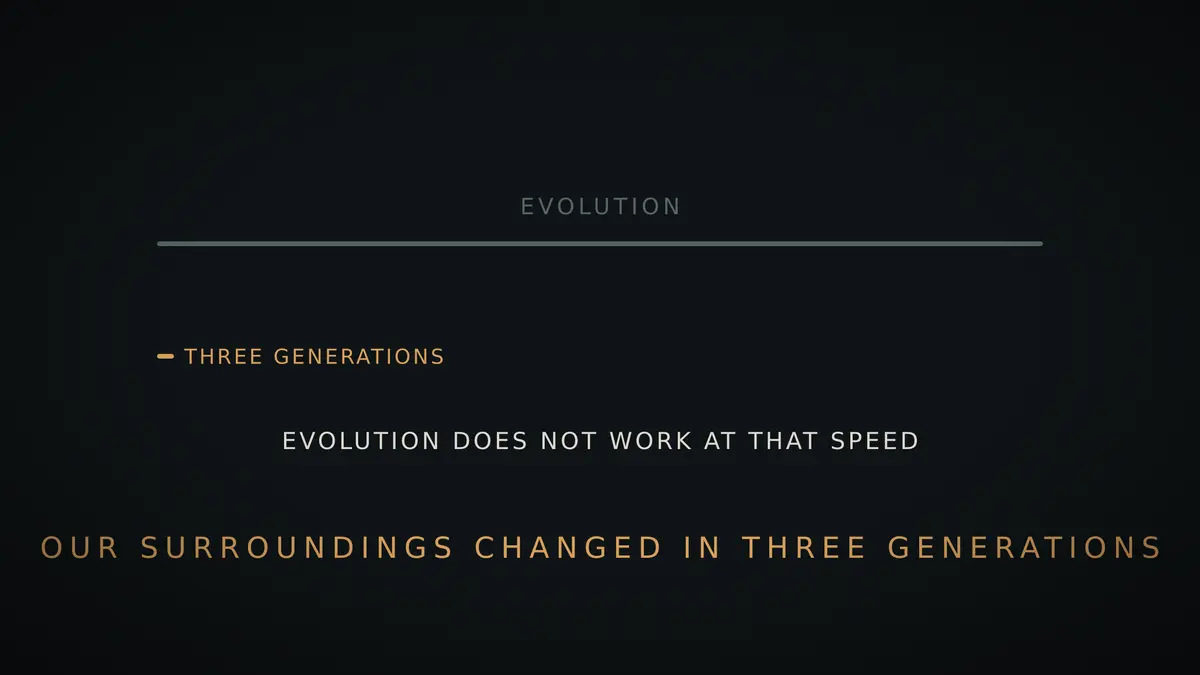 EVOLUTION
THREE GENERATIONS
EVOLUTION DOES NOT WORK AT THAT SPEED
OUR SURROUNDINGS CHANGED IN THREE GENERATIONS